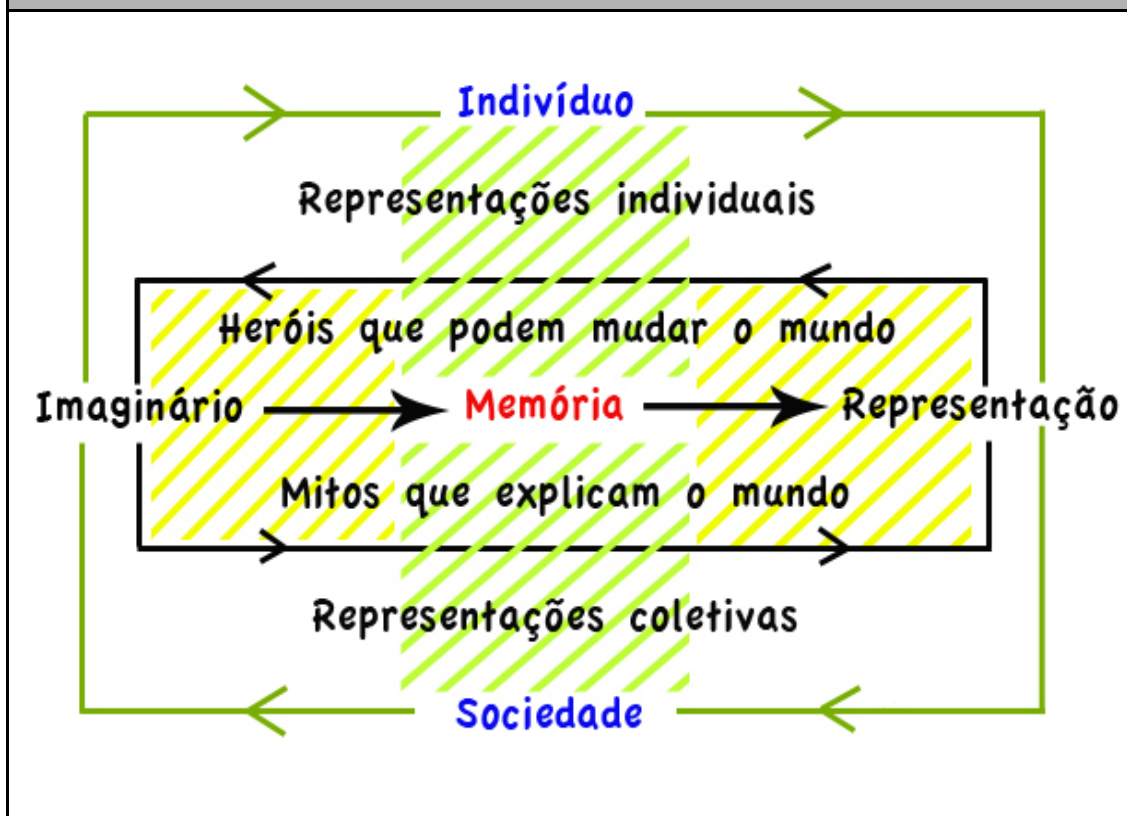 Indivíduo
Representações individuais
Heróis que podem mudar o mundo
Imaginário Memória Representação
Mitos que explicam o mundo
Representações coletivas
Sociedade